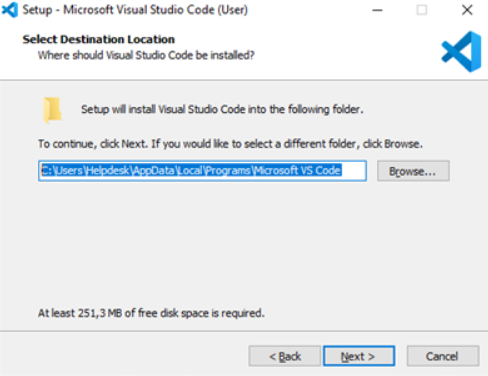 Setup - Microsoft Visual Studio Code (User)
Select Destination Location
Where should Visual Studio Code be installed?
Setup will install Visual Studio Code into the following folder.
To continue, click Next. If you would like to select a different folder, click Browse.
C:\Users\Helpdesk\AppData\Local\Programs\Microsoft VS Code
Browse...
At least 251,3 MB of free disk space is required.
< Back
Next >
Cancel